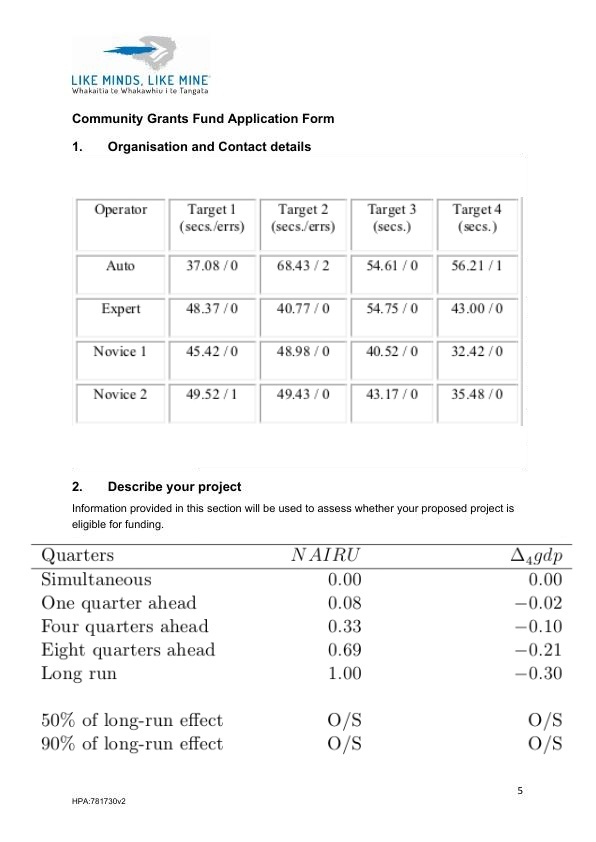 LIKE MINDS, LIKE MINE
Whakaitia te Whakawhiu i te Tangata
Community Grants Fund Application Form
1. Organisation and Contact details
Operator Target 1 (secs./errs) Target 2 (secs./errs) Target 3 (secs.) Target 4 (secs.)
Auto 37.08 / 0 68.43 / 2 54.61 / 0 56.21 / 1
Expert 48.37 / 0 40.77 / 0 54.75 / 0 43.00 / 0
Novice 1 45.42 / 0 48.98 / 0 40.52 / 0 32.42 / 0
Novice 2 49.52 / 1 49.43 / 0 43.17 / 0 35.48 / 0
2. Describe your project
Information provided in this section will be used to assess whether your proposed project is
eligible for funding.
Quarters NAIRU Δ₄gdp
Simultaneous 0.00 0.00
One quarter ahead 0.08 −0.02
Four quarters ahead 0.33 −0.10
Eight quarters ahead 0.69 −0.21
Long run 1.00 −0.30
50% of long-run effect O/S O/S
90% of long-run effect O/S O/S
5
HPA:781730v2